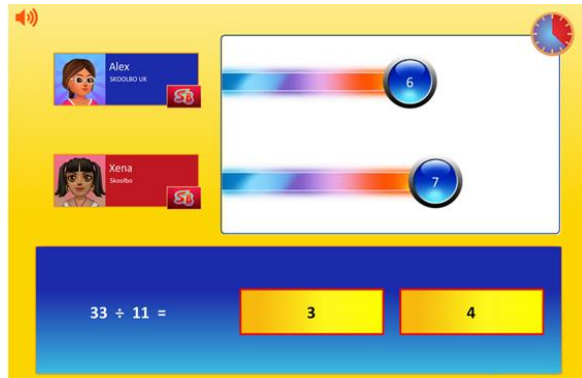 Alex
SKOOLBO UK
SB
6
Xena
Skoolbo
SB
7
33 ÷ 11 =
3
4